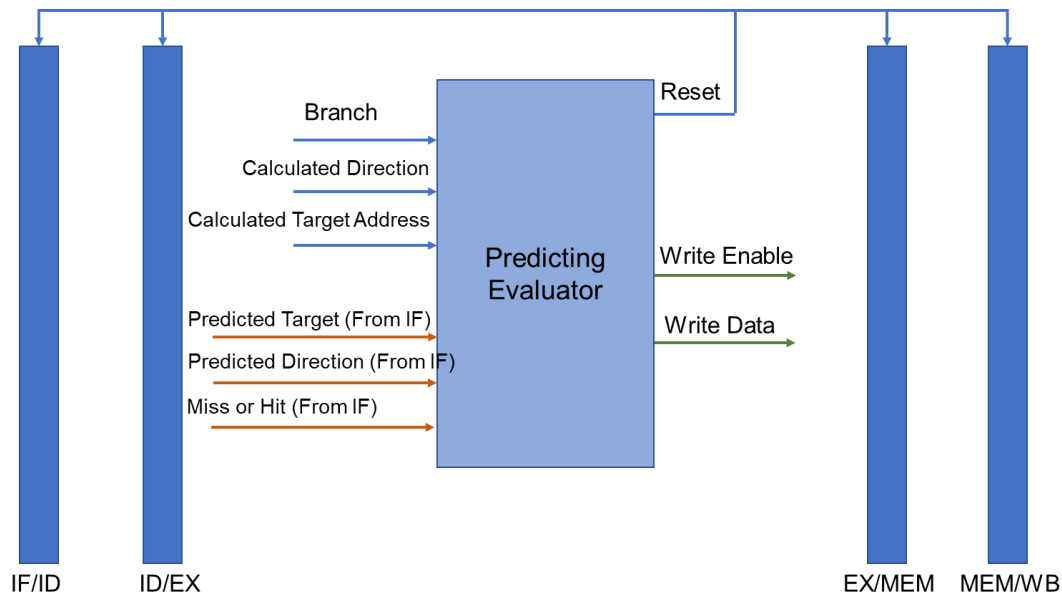 Reset
Branch
Calculated Direction
Calculated Target Address
Predicting
Evaluator
Write Enable
Predicted Target (From IF)
Write Data
Predicted Direction (From IF)
Miss or Hit (From IF)
IF/ID
ID/EX
EX/MEM
MEM/WB